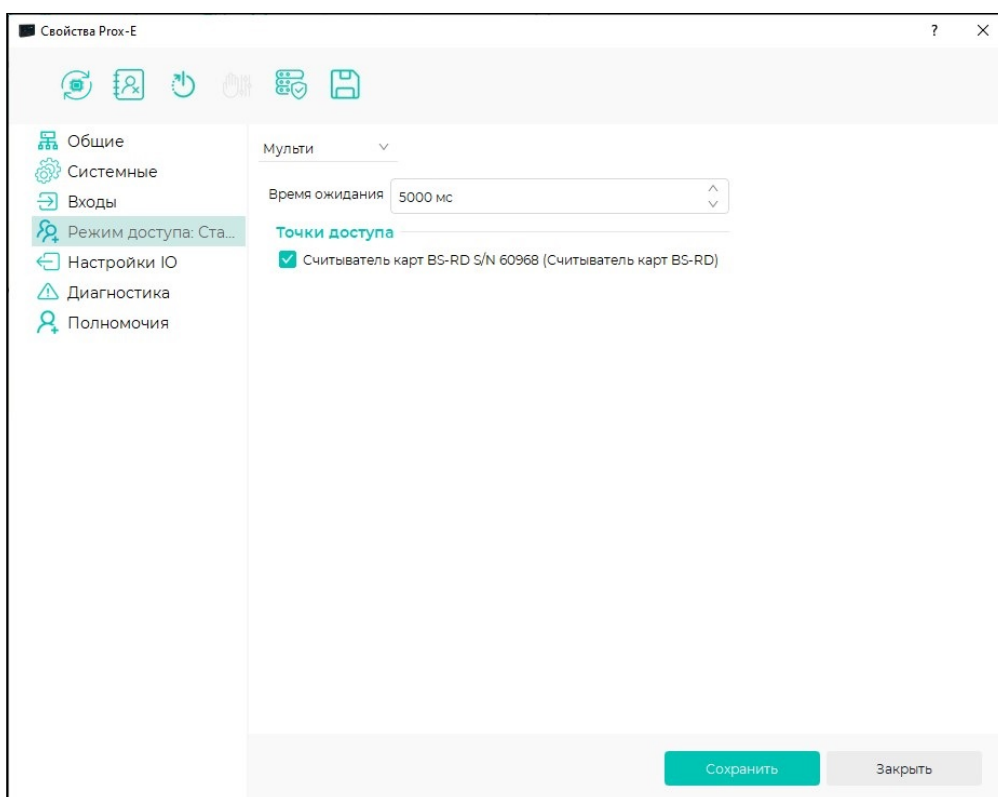 Свойства Prox-E
Общие
Системные
Входы
Режим доступа: Ста...
Настройки IO
Диагностика
Полномочия
Мульти
Время ожидания 5000 мс
Точки доступа
Считыватель карт BS-RD S/N 60968 (Считыватель карт BS-RD)
Сохранить Закрыть